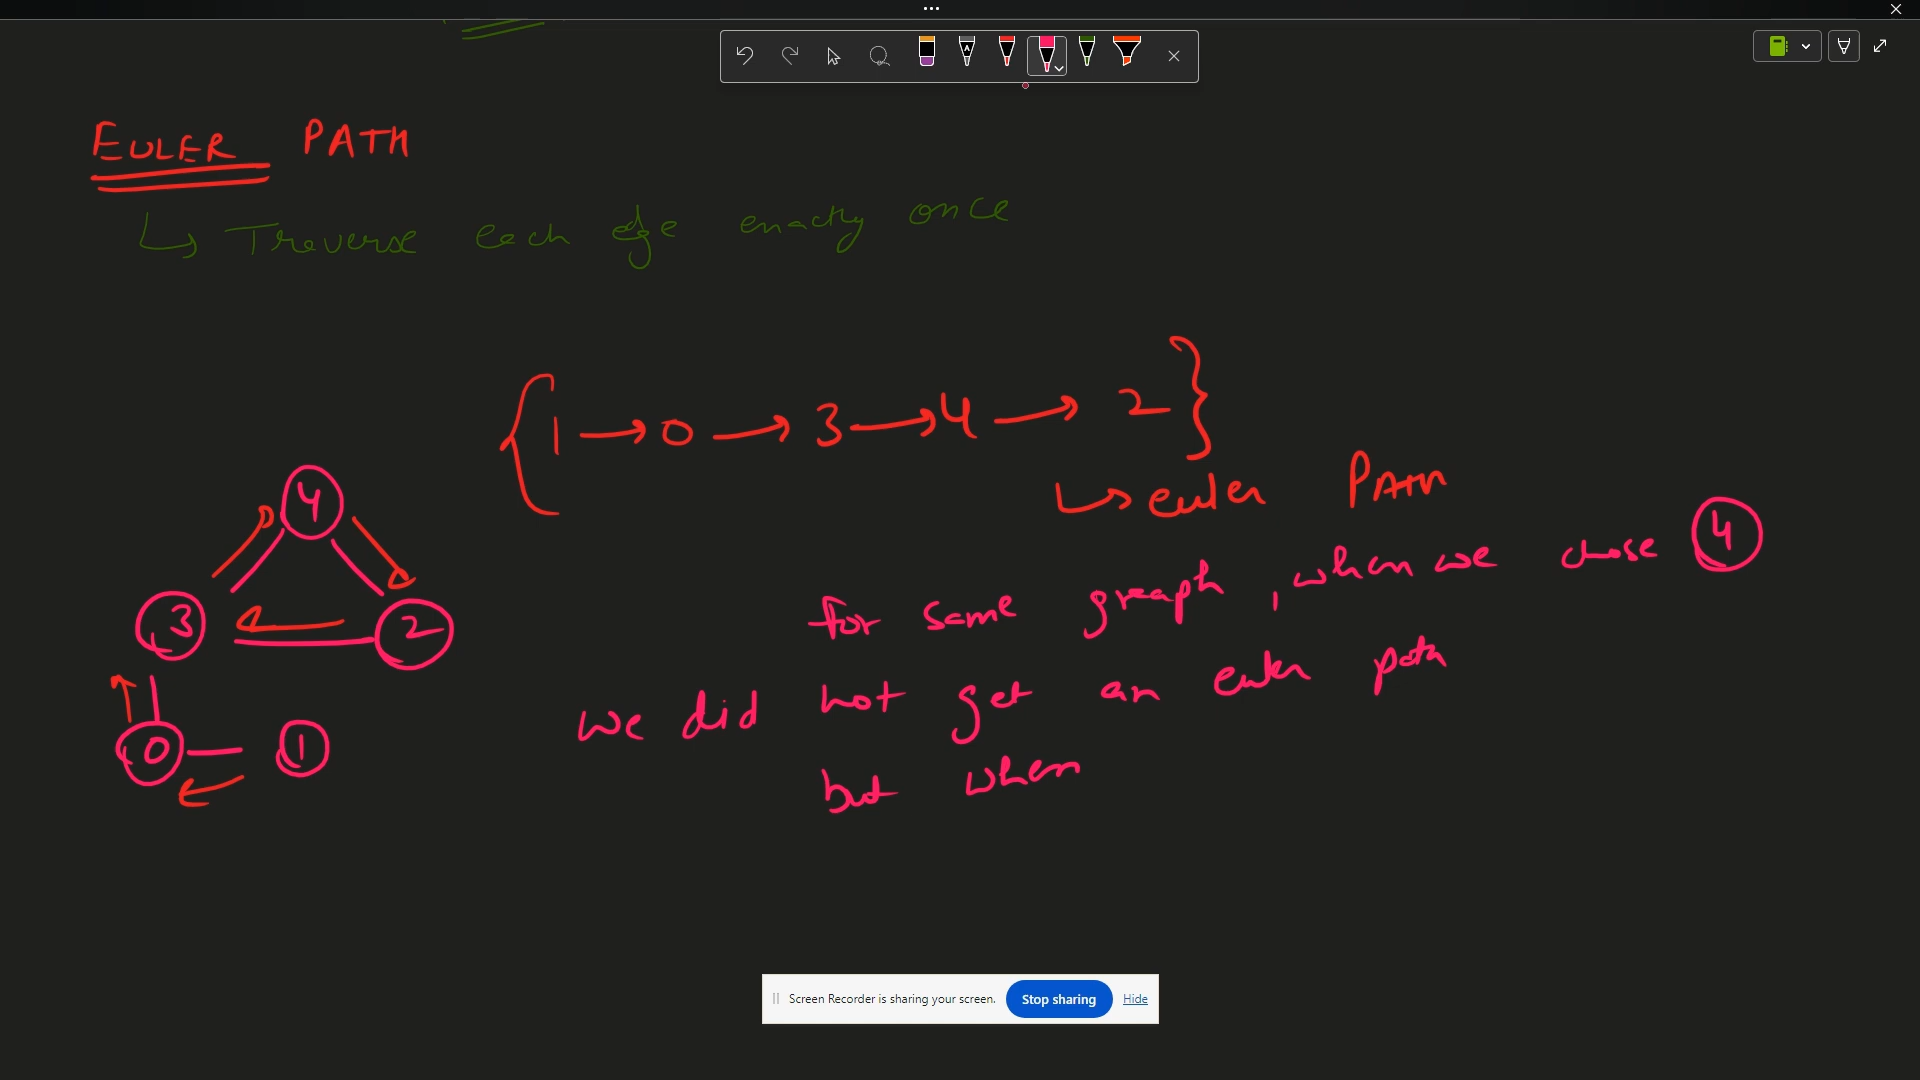 EULER PATH
↳ Traverse each edge enactly once
{1 → 0 → 3 → 4 → 2}
↳ euler PATH
4
3
2
0
1
for same graph, when we chose 4
we did not get an euler path
but when
Screen Recorder is sharing your screen. Stop sharing Hide